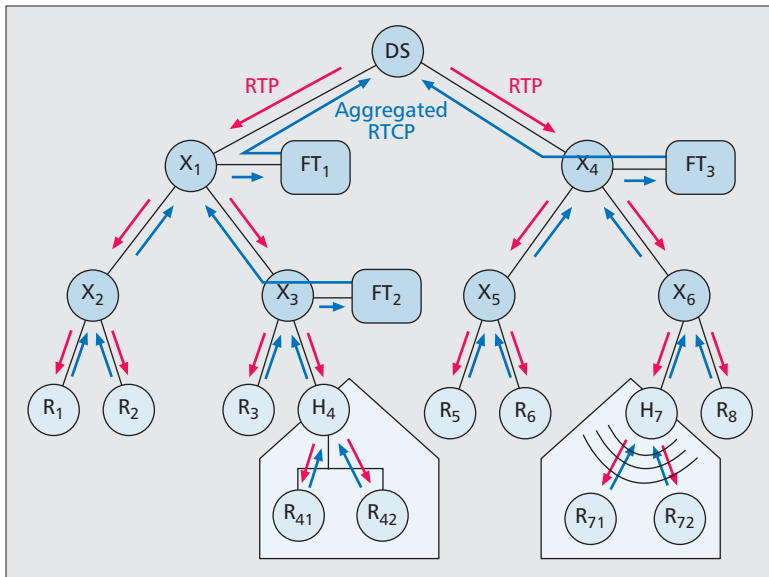 DS
RTP
RTP
Aggregated
RTCP
X1
FT1
X4
FT3
X2
X3
FT2
X5
X6
R1
R2
R3
H4
R5
R6
H7
R8
R41
R42
R71
R72